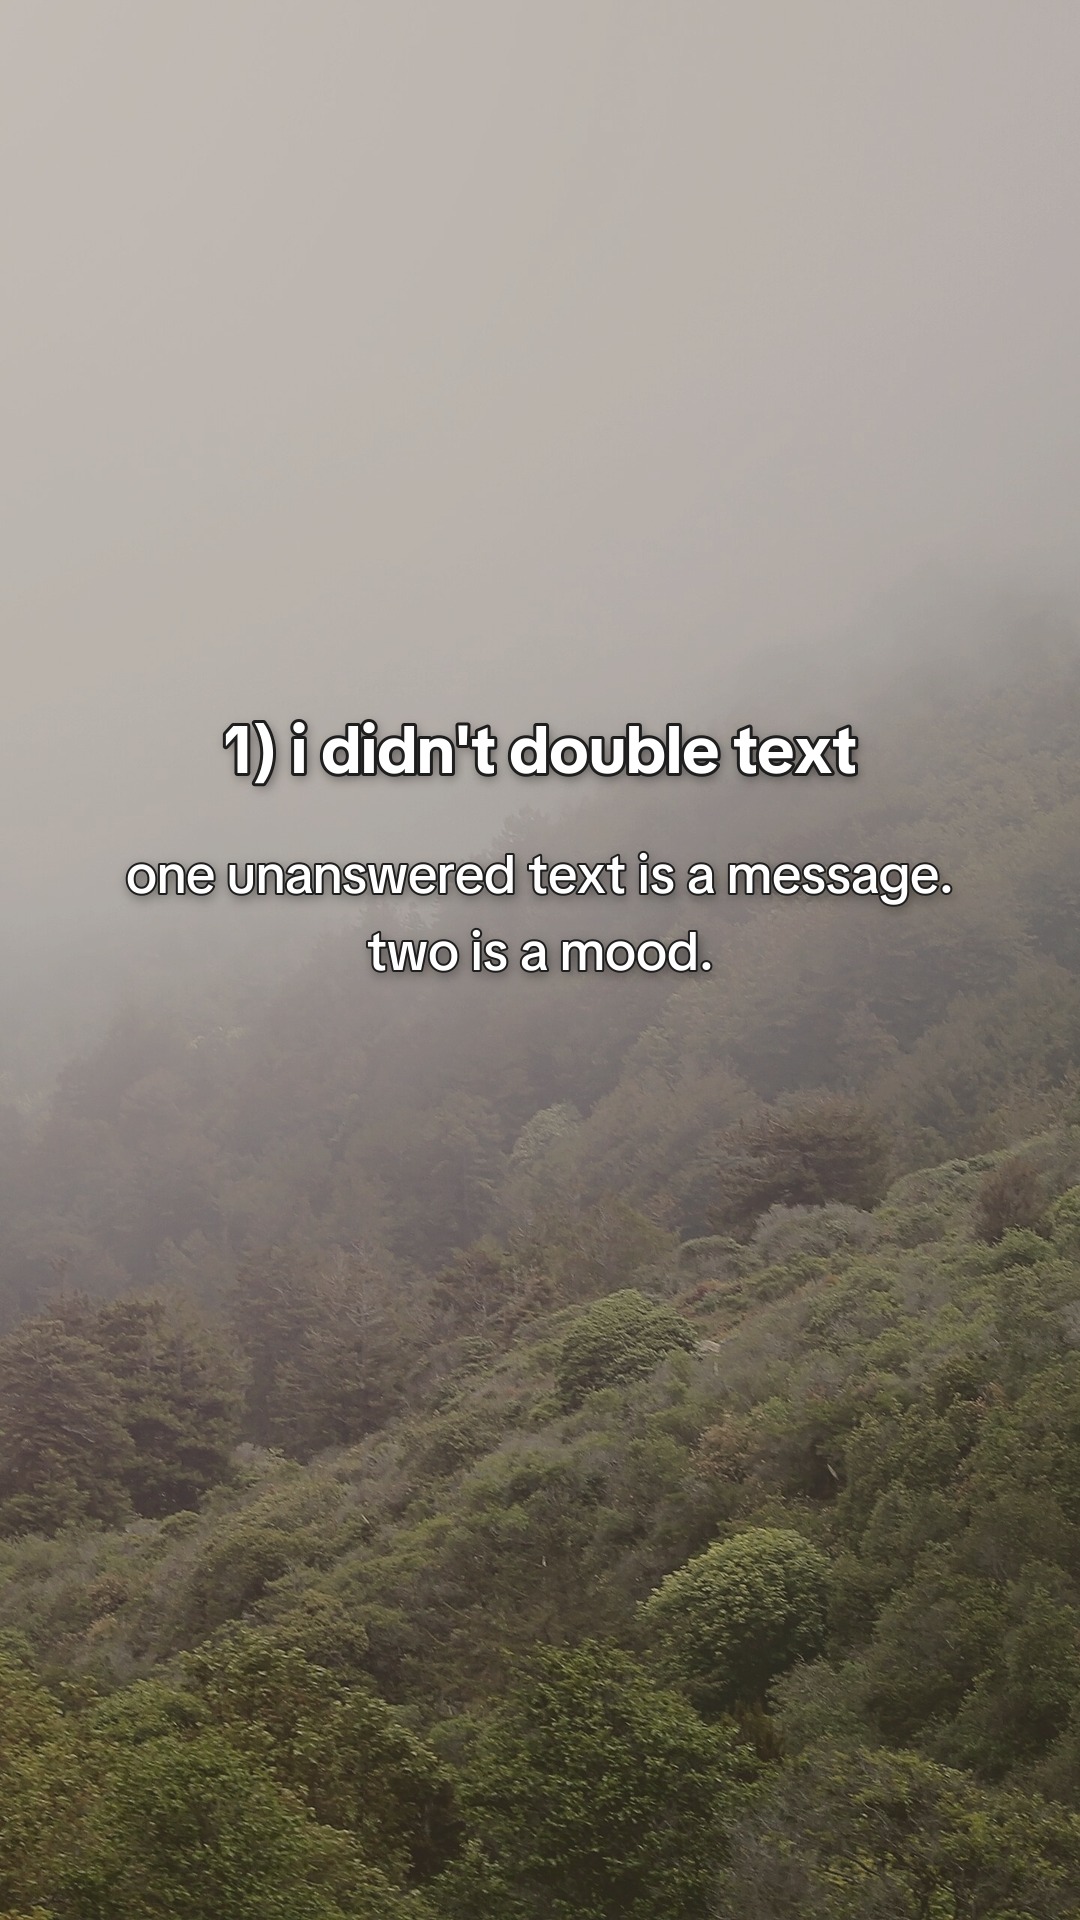 1) i didn't double text
one unanswered text is a message.
two is a mood.